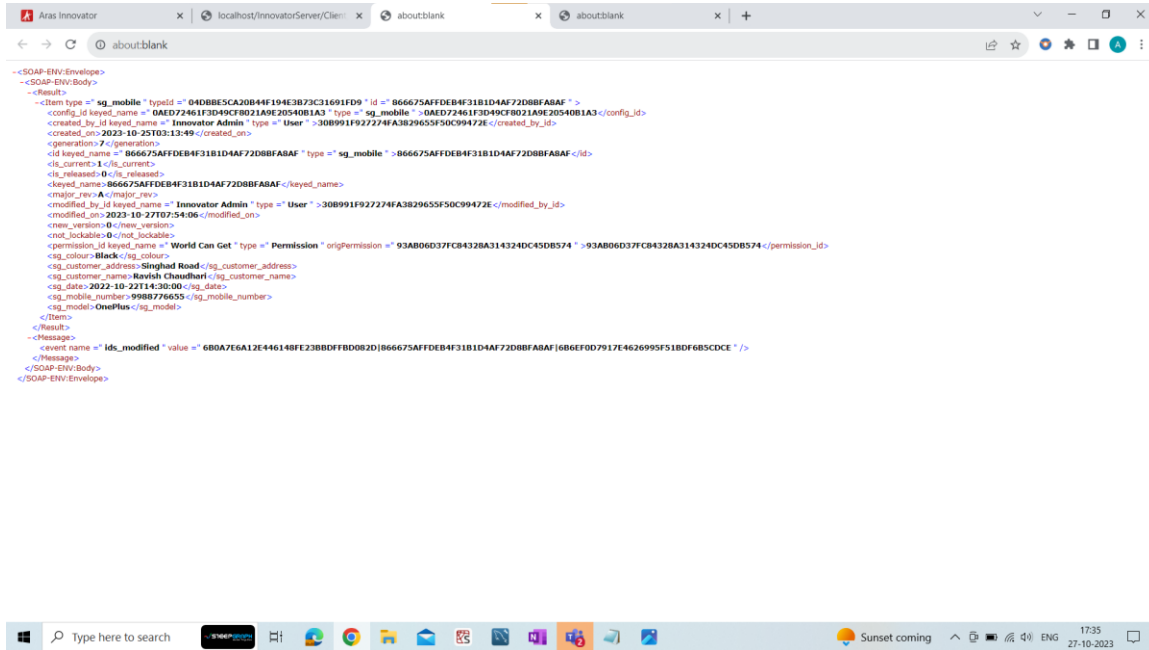 Aras Innovator
localhost/InnovatorServer/Client
about:blank
about:blank
about:blank
-<SOAP-ENV:Envelope>
-<SOAP-ENV:Body>
-<Result>
-<Item type =" sg_mobile " typeId =" 04DBBE5CA20B44F194E3B73C31691FD9 " id =" 866675AFFDEB4F31B1D4AF72D8BFA8AF " >
<config_id keyed_name =" 0AED72461F3D49CF8021A9E20540B1A3 " type =" sg_mobile " >0AED72461F3D49CF8021A9E20540B1A3</config_id>
<created_by_id keyed_name =" Innovator Admin " type =" User " >30B991F927274FA3829655F50C99472E</created_by_id>
<created_on>2023-10-25T03:13:49</created_on>
<generation>7</generation>
<id keyed_name =" 866675AFFDEB4F31B1D4AF72D8BFA8AF " type =" sg_mobile " >866675AFFDEB4F31B1D4AF72D8BFA8AF</id>
<is_current>1</is_current>
<is_released>0</is_released>
<keyed_name>866675AFFDEB4F31B1D4AF72D8BFA8AF</keyed_name>
<major_rev>A</major_rev>
<modified_by_id keyed_name =" Innovator Admin " type =" User " >30B991F927274FA3829655F50C99472E</modified_by_id>
<modified_on>2023-10-27T07:54:06</modified_on>
<new_version>0</new_version>
<not_lockable>0</not_lockable>
<permission_id keyed_name =" World Can Get " type =" Permission " origPermission =" 93AB06D37FC84328A314324DC45DB574 " >93AB06D37FC84328A314324DC45DB574</permission_id>
<sg_colour>Black</sg_colour>
<sg_customer_address>Singhad Road</sg_customer_address>
<sg_customer_name>Ravish Chaudhari</sg_customer_name>
<sg_date>2022-10-22T14:30:00</sg_date>
<sg_mobile_number>9988776655</sg_mobile_number>
<sg_model>OnePlus</sg_model>
</Item>
</Result>
-<Message>
<event name =" ids_modified " value =" 6B0A7E6A12E446148FE23BBDFFBD082D|866675AFFDEB4F31B1D4AF72D8BFA8AF|6B6EF0D7917E4626995F51BDF6B5CDCE " />
</Message>
</SOAP-ENV:Body>
</SOAP-ENV:Envelope>
Type here to search
STEEPGRAPH
Sunset coming
ENG
17:35
27-10-2023